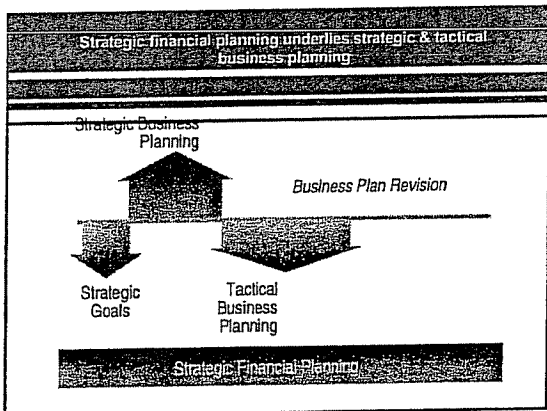 Strategic financial planning underlies strategic & tactical
business planning
Strategic Business
Planning
Business Plan Revision
Strategic
Goals
Tactical
Business
Planning
Strategic Financial Planning